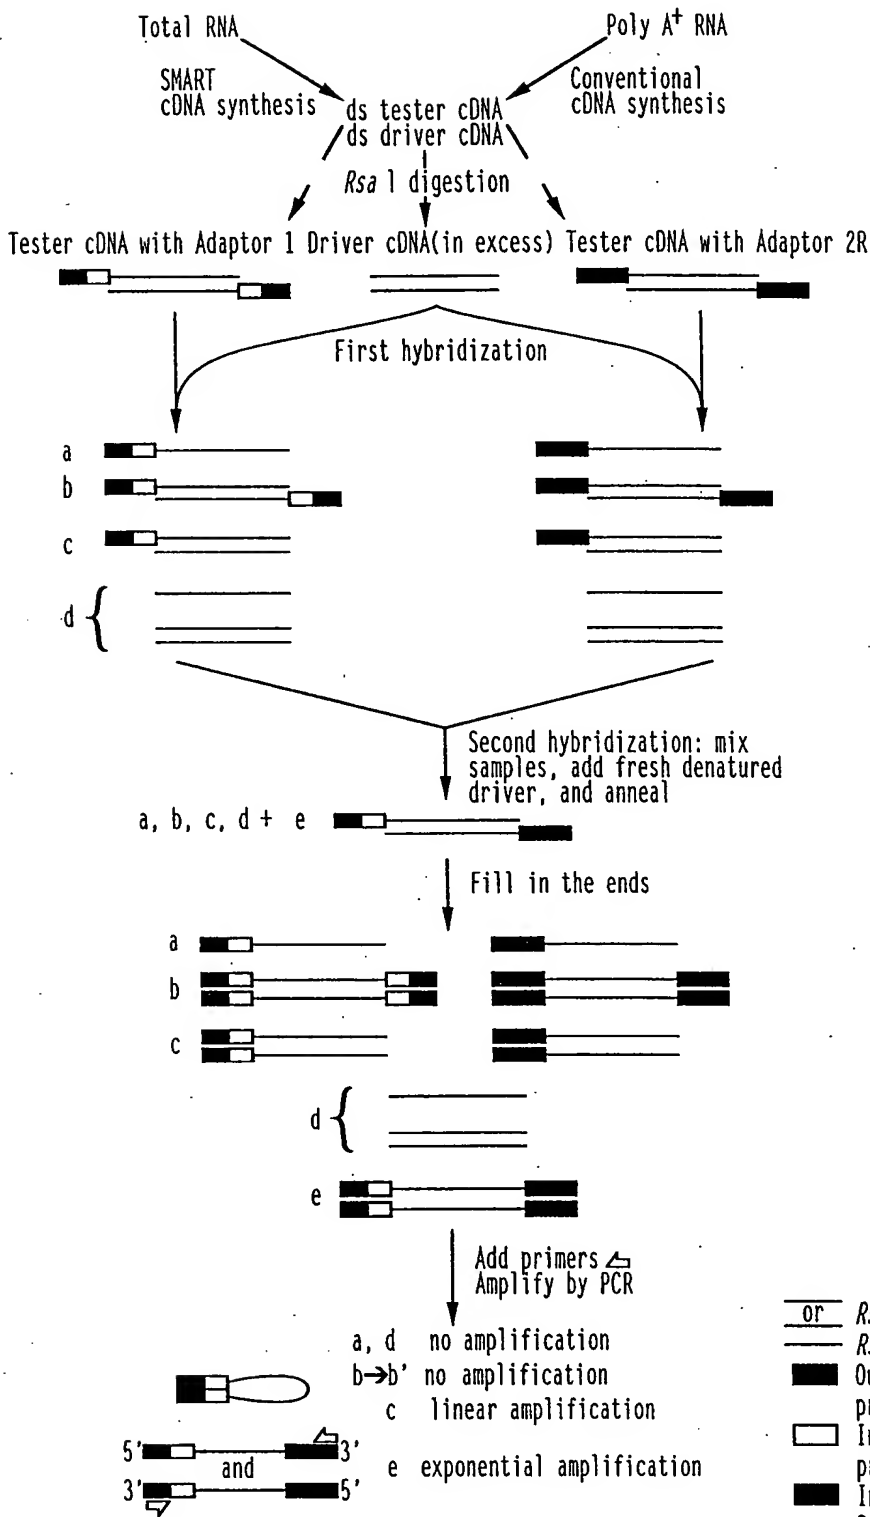 Total RNA
Poly A+ RNA
SMART
cDNA synthesis
Conventional
cDNA synthesis
ds tester cDNA
ds driver cDNA
Rsa l digestion
Tester cDNA with Adaptor 1 Driver cDNA(in excess) Tester cDNA with Adaptor 2R
First hybridization
a
b
c
d {
Second hybridization: mix
samples, add fresh denatured
driver, and anneal
a, b, c, d + e
Fill in the ends
a
b
c
d {
e
Add primers
Amplify by PCR
a, d no amplification
b→b' no amplification
c linear amplification
5' 3'
and
3' 5'
e exponential amplification
or